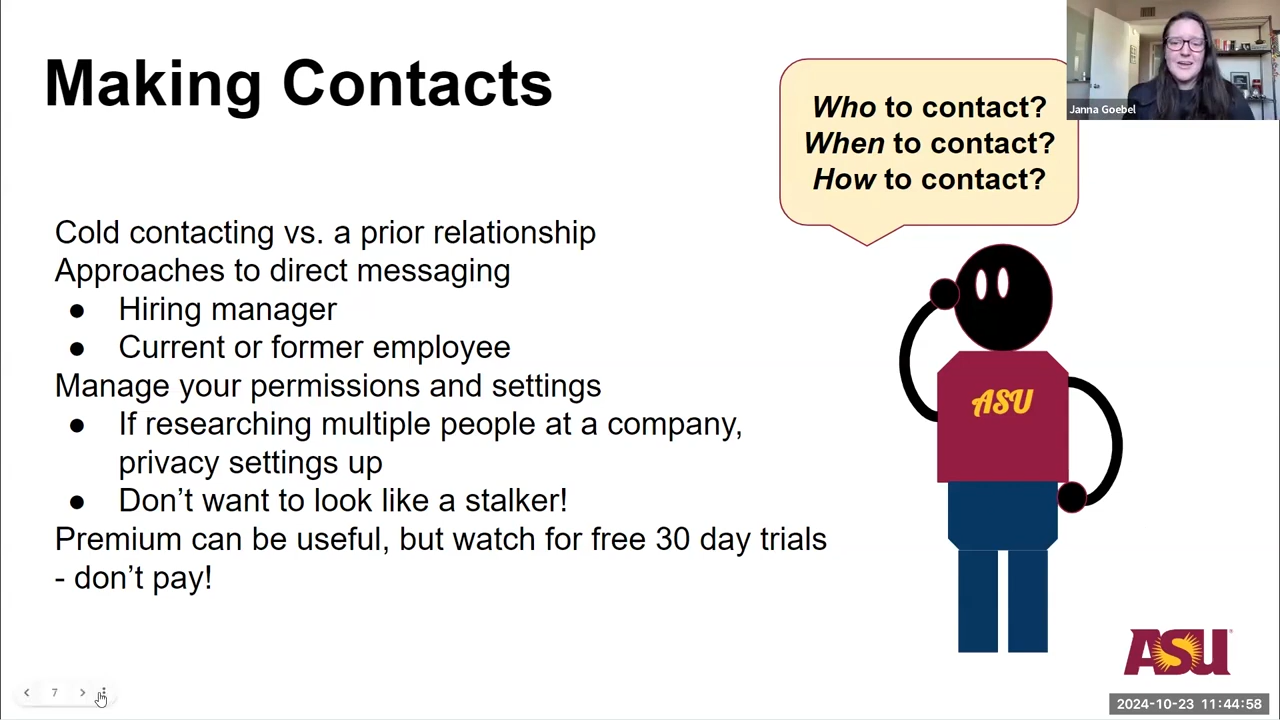 Making Contacts
Who to contact?
When to contact?
How to contact?
Janna Goebel
Cold contacting vs. a prior relationship
Approaches to direct messaging
● Hiring manager
● Current or former employee
Manage your permissions and settings
● If researching multiple people at a company,
privacy settings up
● Don’t want to look like a stalker!
Premium can be useful, but watch for free 30 day trials
- don’t pay!
ASU
ASU
7
2024-10-23 11:44:58